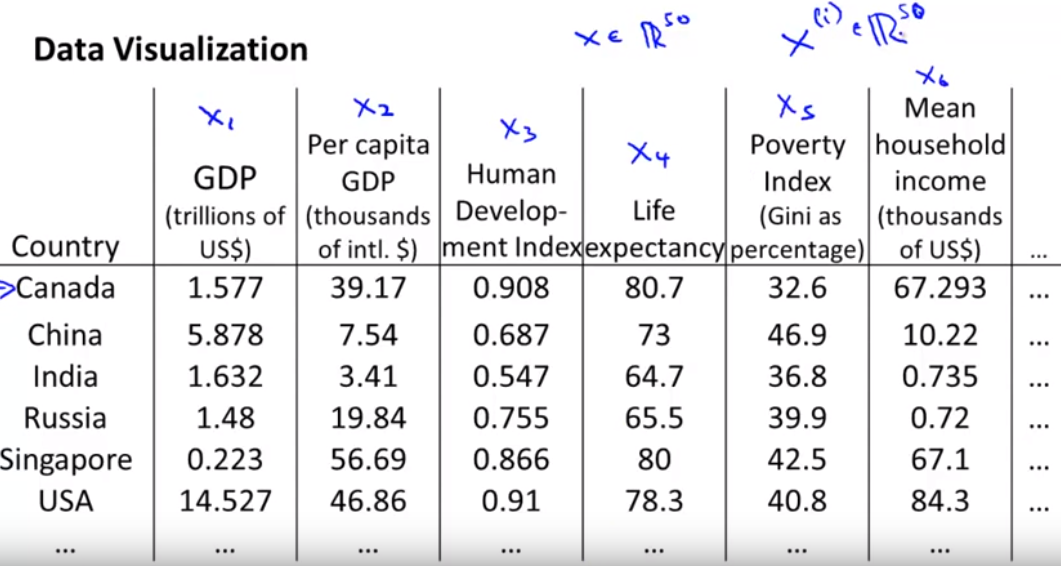 Data Visualization
x ∈ ℝ⁵⁰
x⁽ⁱ⁾ ∈ ℝ⁵⁰
Country
x₁
GDP
(trillions of
US$)
x₂
Per capita
GDP
(thousands
of intl. $)
x₃
Human
Develop-
ment Index
x₄
Life
expectancy
x₅
Poverty
Index
(Gini as
percentage)
x₆
Mean
household
income
(thousands
of US$)
...
Canada 1.577 39.17 0.908 80.7 32.6 67.293 ...
China 5.878 7.54 0.687 73 46.9 10.22 ...
India 1.632 3.41 0.547 64.7 36.8 0.735 ...
Russia 1.48 19.84 0.755 65.5 39.9 0.72 ...
Singapore 0.223 56.69 0.866 80 42.5 67.1 ...
USA 14.527 46.86 0.91 78.3 40.8 84.3 ...
... ... ... ... ... ... ...